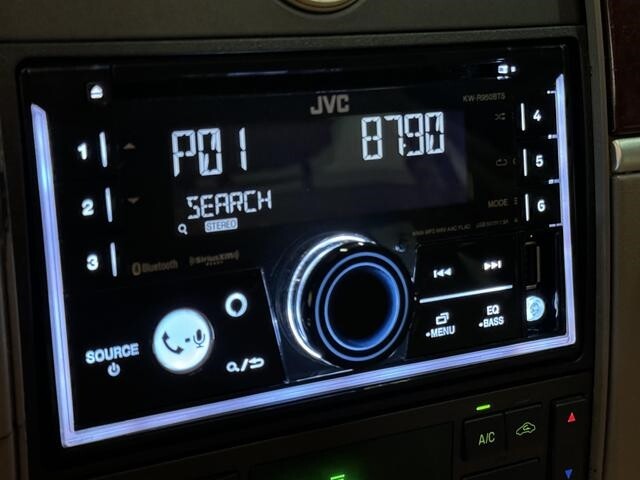 JVC
KW-R950BTS
P01 8790
SEARCH
STEREO
1
2
3
4
5
6
MODE
Bluetooth
SiriusXM
SOURCE
MENU
EQ
BASS
A/C